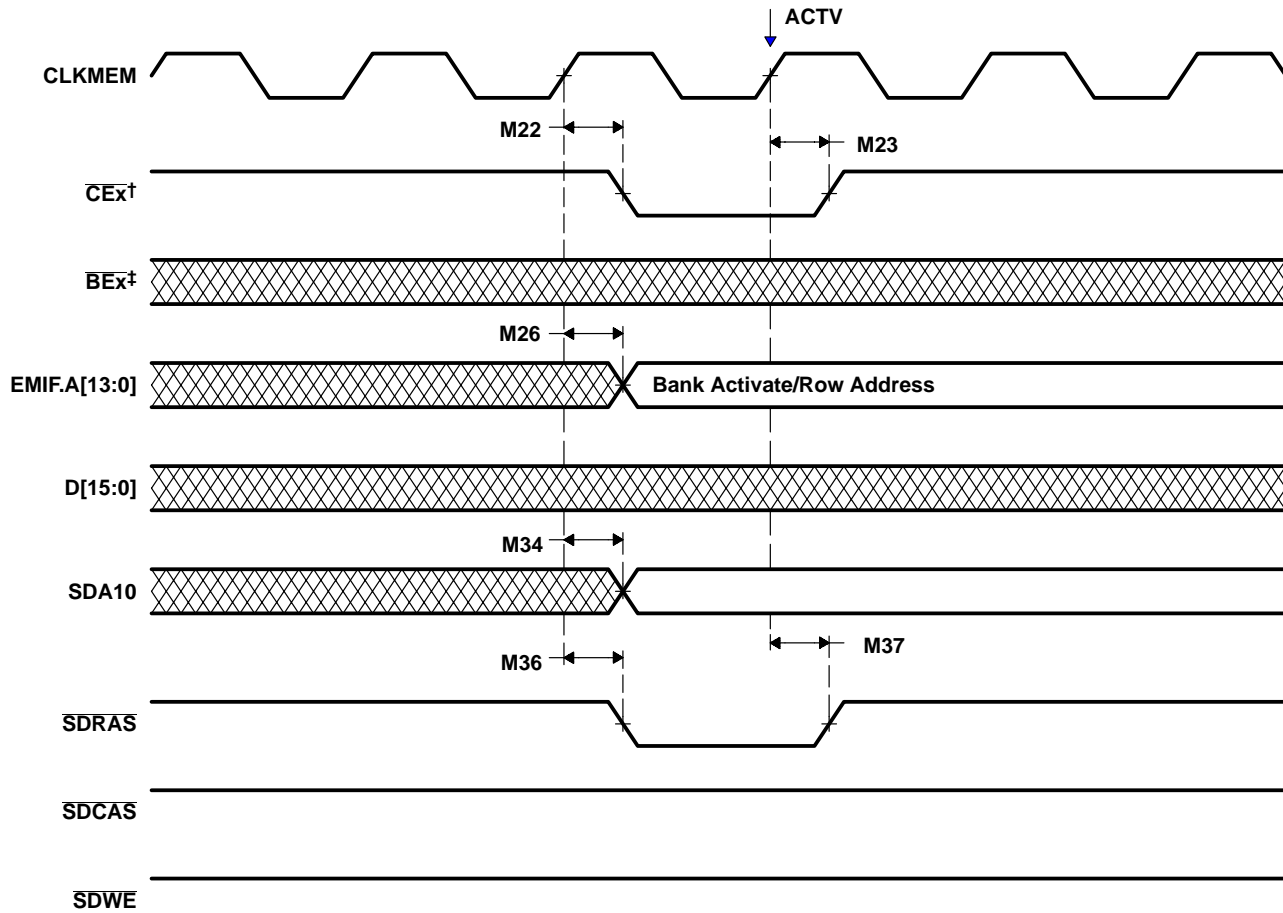 ACTV
CLKMEM
M22
M23
CEx†
BEx‡
M26
EMIF.A[13:0]
Bank Activate/Row Address
D[15:0]
M34
SDA10
M37
M36
SDRAS
SDCAS
SDWE